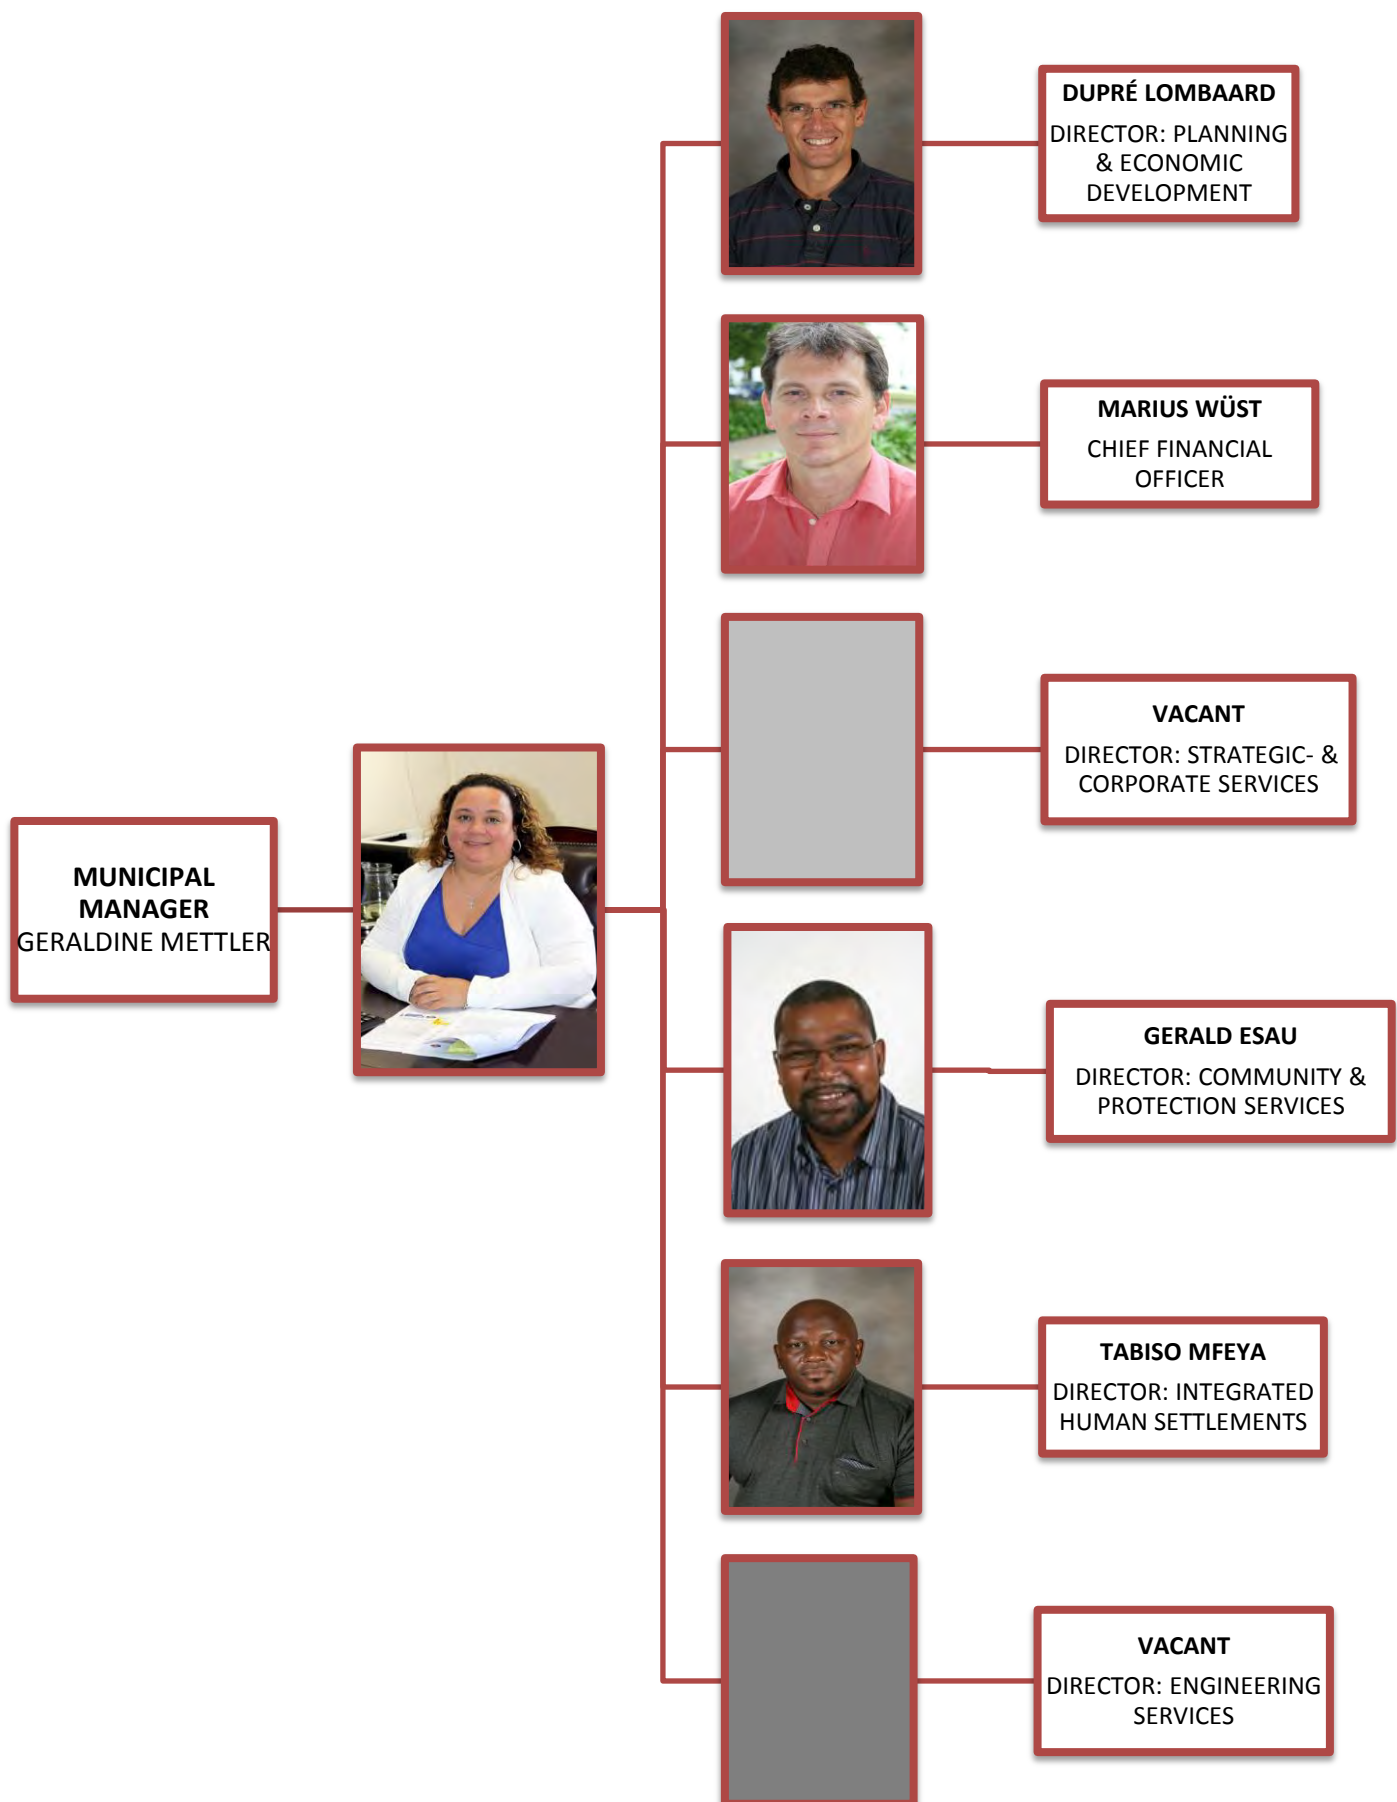 DUPRÉ LOMBAARD
DIRECTOR: PLANNING
& ECONOMIC
DEVELOPMENT
MARIUS WÜST
CHIEF FINANCIAL
OFFICER
VACANT
DIRECTOR: STRATEGIC- &
CORPORATE SERVICES
MUNICIPAL
MANAGER
GERALDINE METTLER
GERALD ESAU
DIRECTOR: COMMUNITY &
PROTECTION SERVICES
TABISO MFEYA
DIRECTOR: INTEGRATED
HUMAN SETTLEMENTS
VACANT
DIRECTOR: ENGINEERING
SERVICES